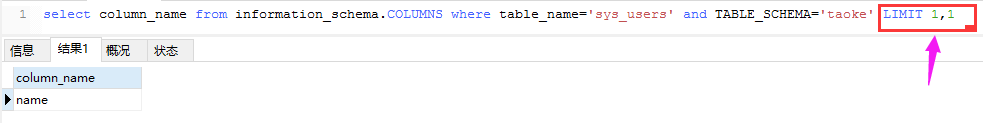 1 select column_name from information_schema.COLUMNS where table_name='sys_users' and TABLE_SCHEMA='taoke' LIMIT 1,1
信息 结果1 概况 状态
column_name
name